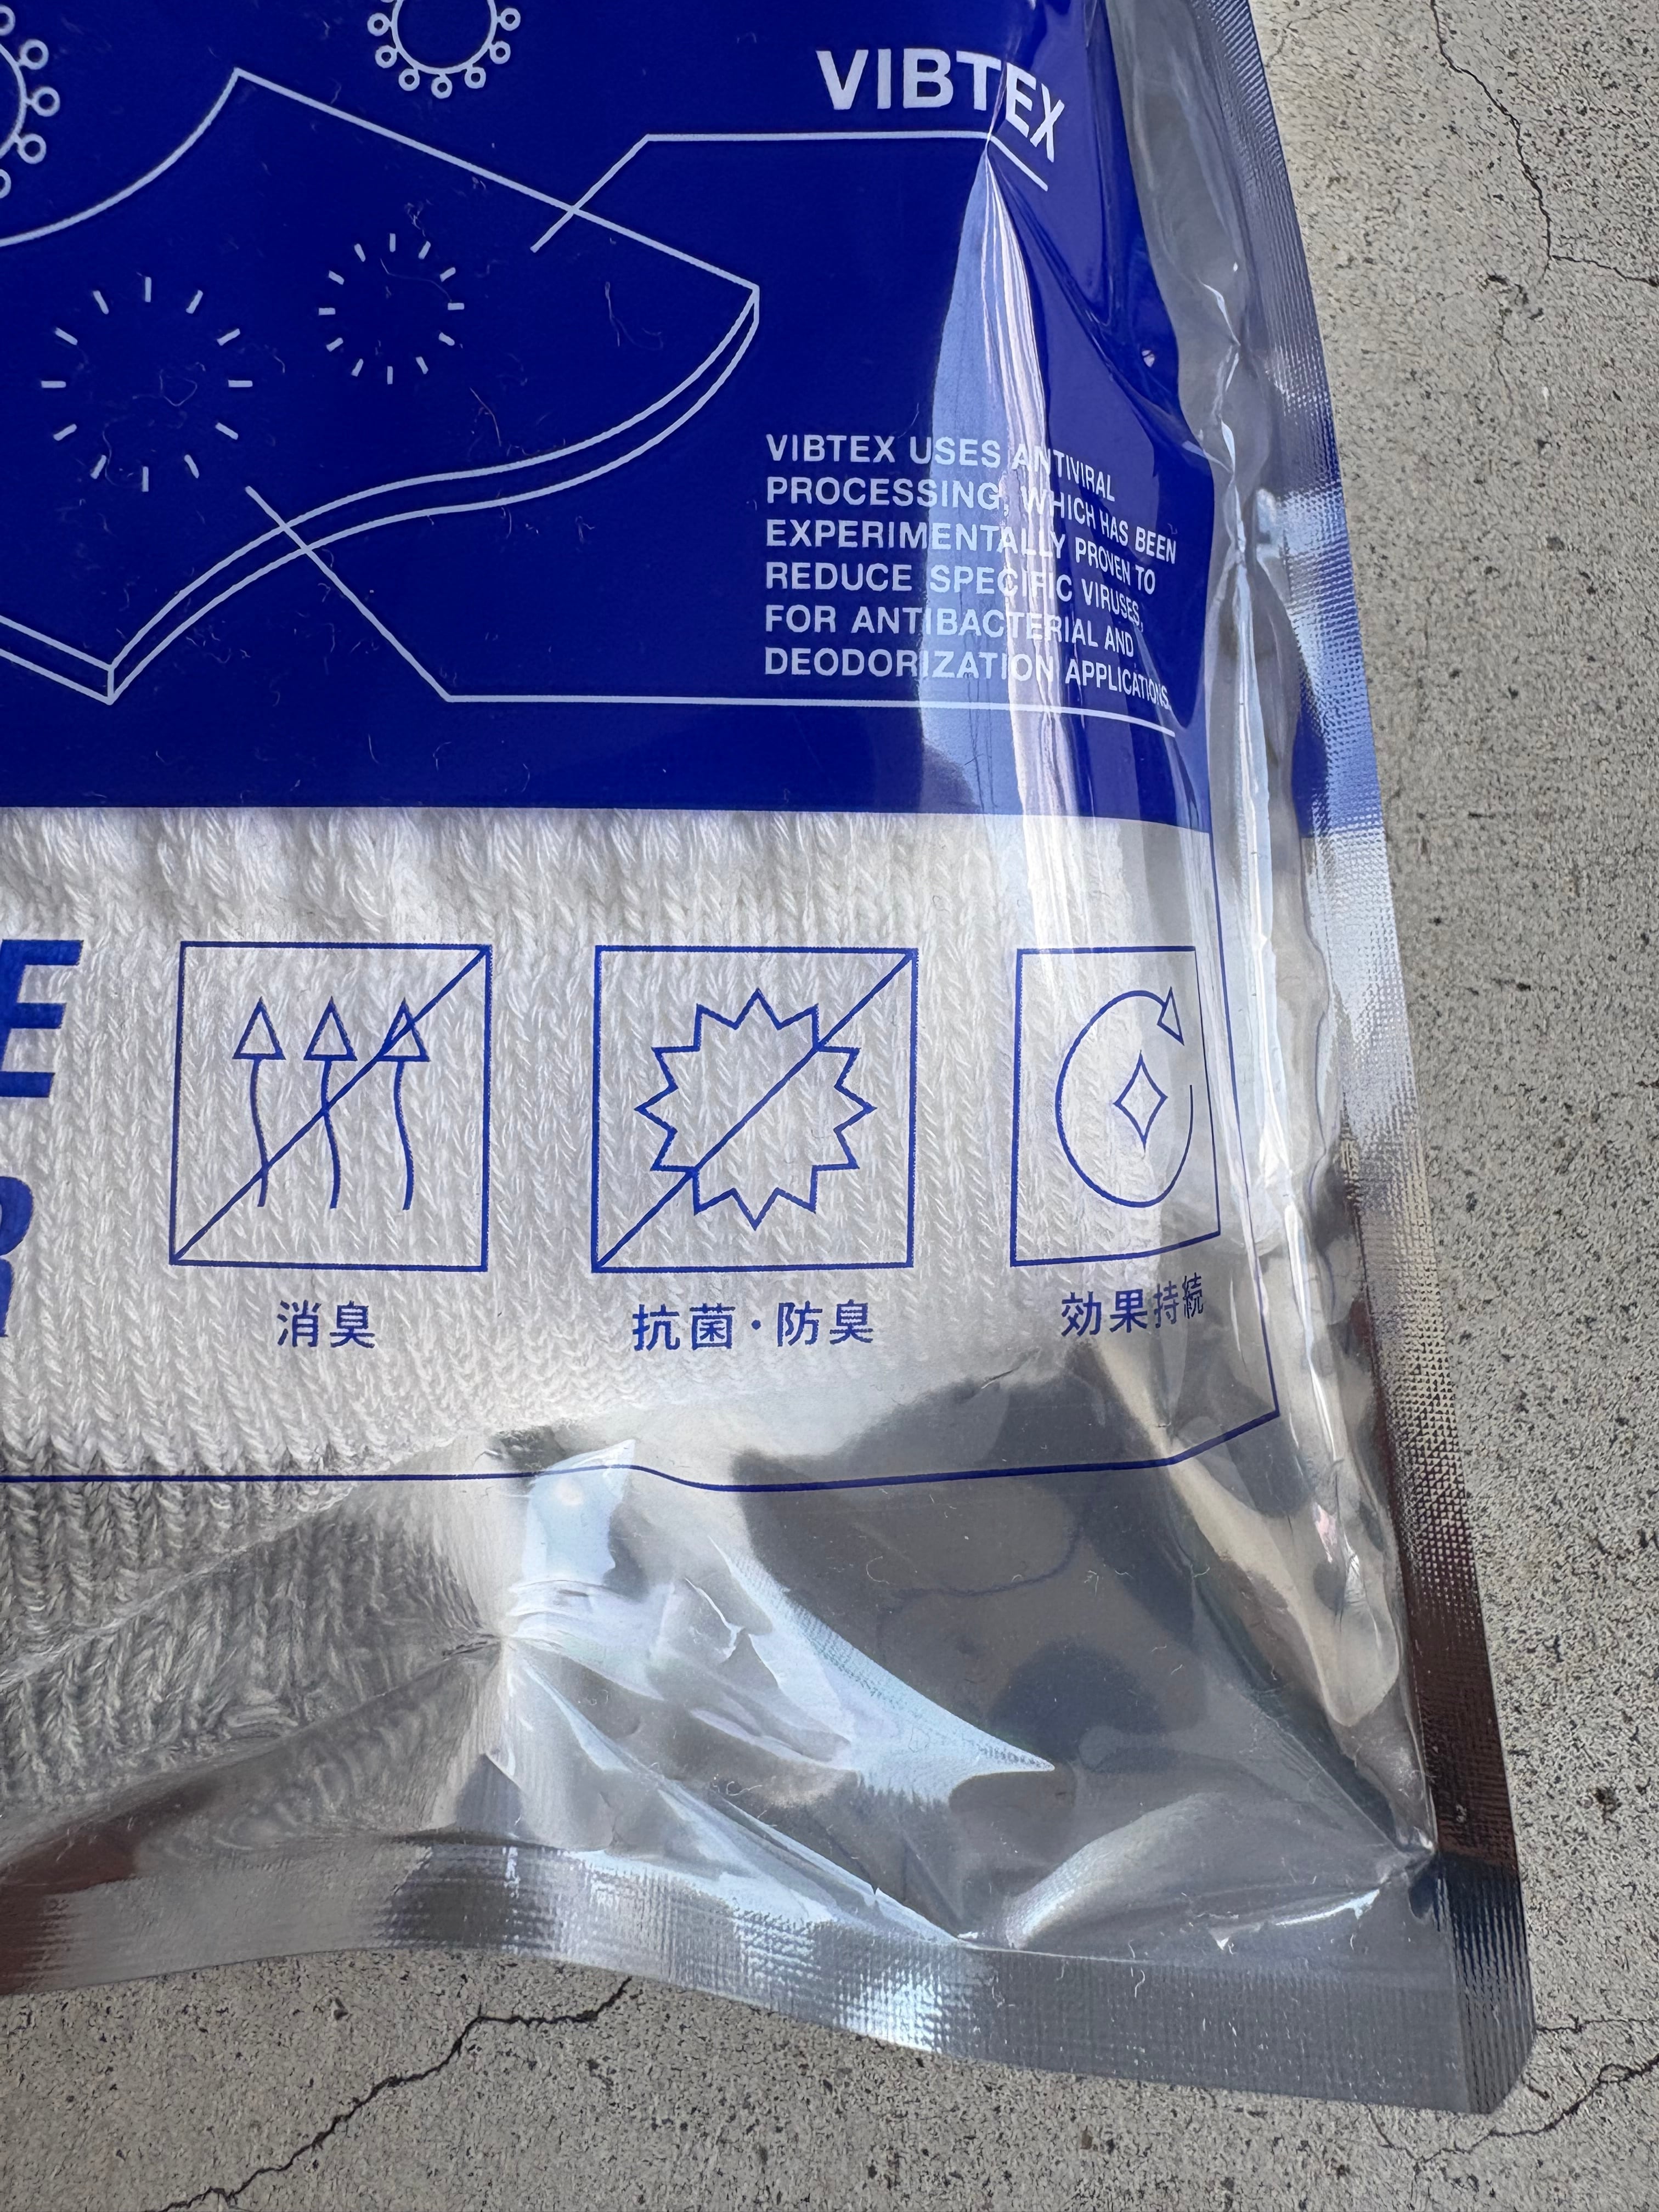 VIBTEX
VIBTEX USES ANTIVIRAL
PROCESSING, WHICH HAS BEEN
EXPERIMENTALLY PROVEN TO
REDUCE SPECIFIC VIRUSES,
FOR ANTIBACTERIAL AND
DEODORIZATION APPLICATIONS.
E
消臭
抗菌・防臭
効果持続